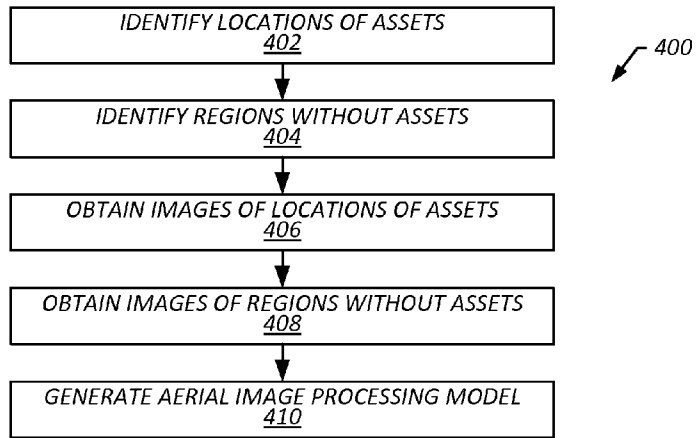 IDENTIFY LOCATIONS OF ASSETS
402
400
IDENTIFY REGIONS WITHOUT ASSETS
404
OBTAIN IMAGES OF LOCATIONS OF ASSETS
406
OBTAIN IMAGES OF REGIONS WITHOUT ASSETS
408
GENERATE AERIAL IMAGE PROCESSING MODEL
410